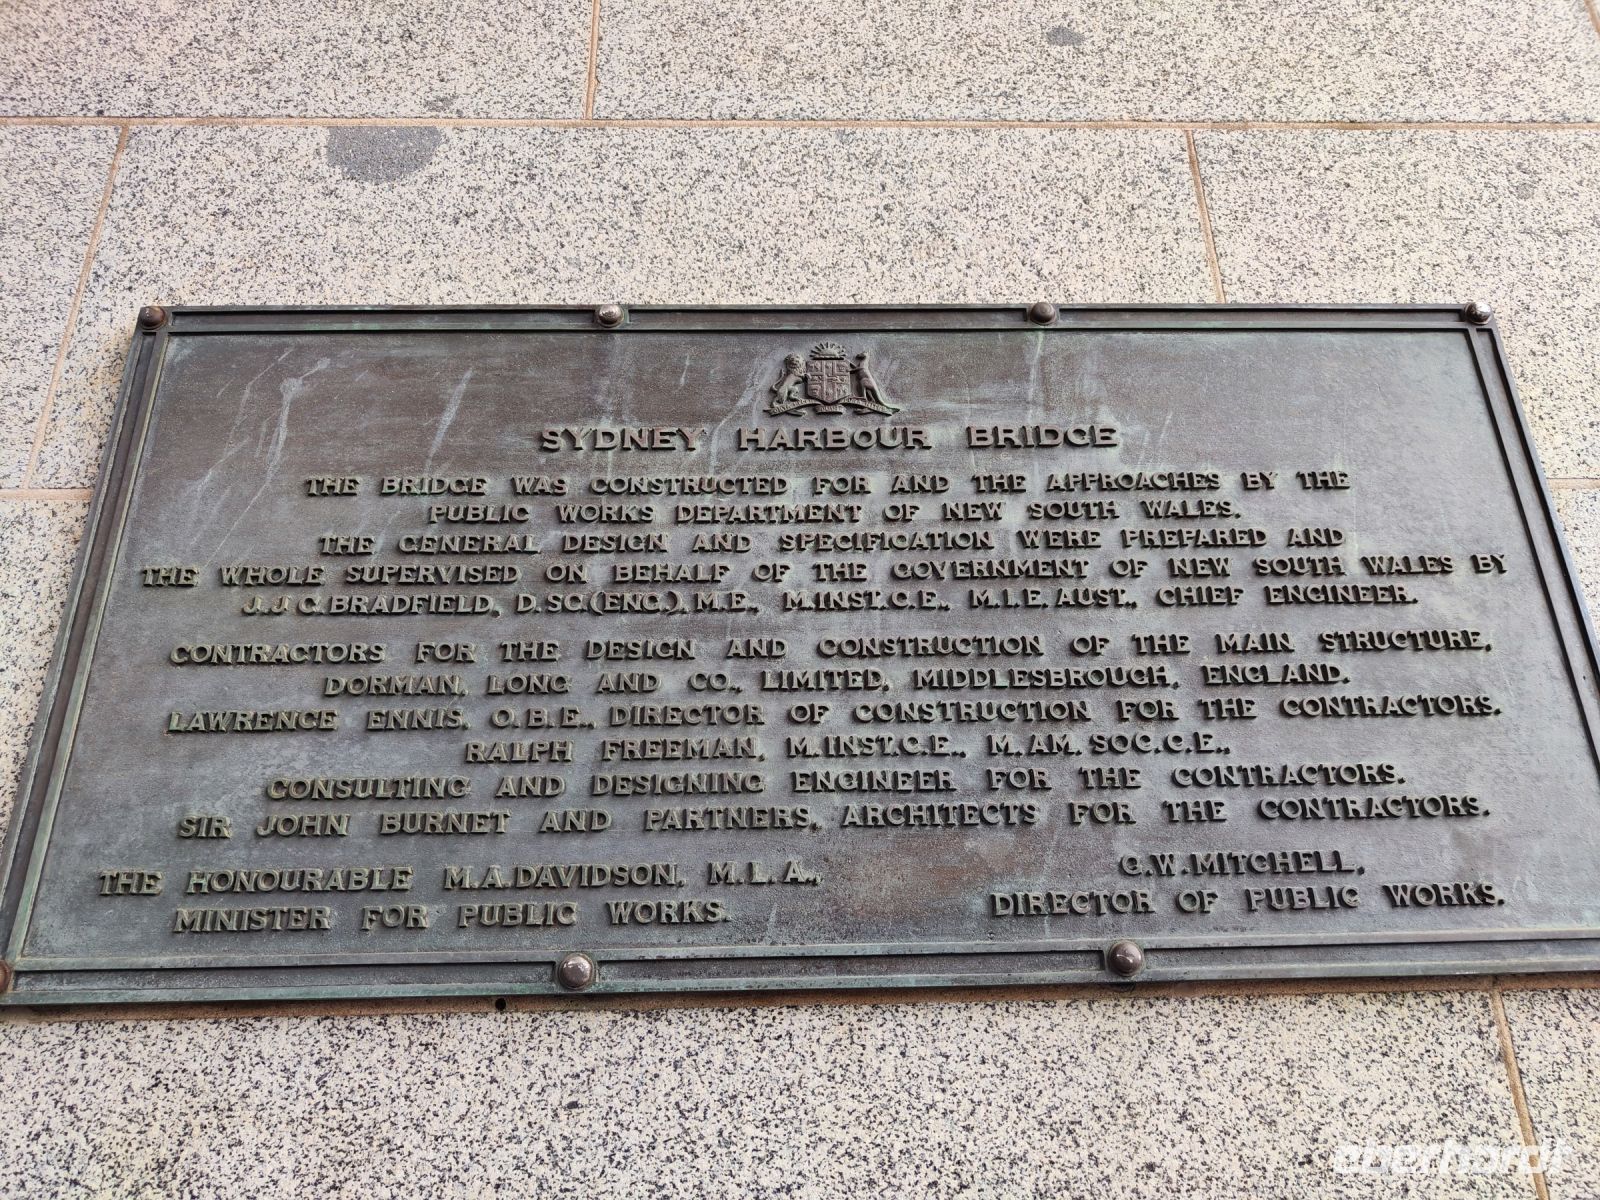 SYDNEY HARBOUR BRIDGE
THE BRIDGE WAS CONSTRUCTED FOR AND THE APPROACHES BY THE
PUBLIC WORKS DEPARTMENT OF NEW SOUTH WALES.
THE GENERAL DESIGN AND SPECIFICATION WERE PREPARED AND
THE WHOLE SUPERVISED ON BEHALF OF THE GOVERNMENT OF NEW SOUTH WALES BY
J. J. C. BRADFIELD, D. SC. (ENG.), M. E., M. INST. C. E., M. I. E. AUST., CHIEF ENGINEER.
CONTRACTORS FOR THE DESIGN AND CONSTRUCTION OF THE MAIN STRUCTURE,
DORMAN, LONG AND CO., LIMITED, MIDDLESBROUGH, ENGLAND.
LAWRENCE ENNIS, O. B. E., DIRECTOR OF CONSTRUCTION FOR THE CONTRACTORS.
RALPH FREEMAN, M. INST. C. E., M. AM. SOC. C. E.,
CONSULTING AND DESIGNING ENGINEER FOR THE CONTRACTORS.
SIR JOHN BURNET AND PARTNERS, ARCHITECTS FOR THE CONTRACTORS.
THE HONOURABLE M. A. DAVIDSON, M. L. A.,
MINISTER FOR PUBLIC WORKS.
G. W. MITCHELL,
DIRECTOR OF PUBLIC WORKS.
eberhardt